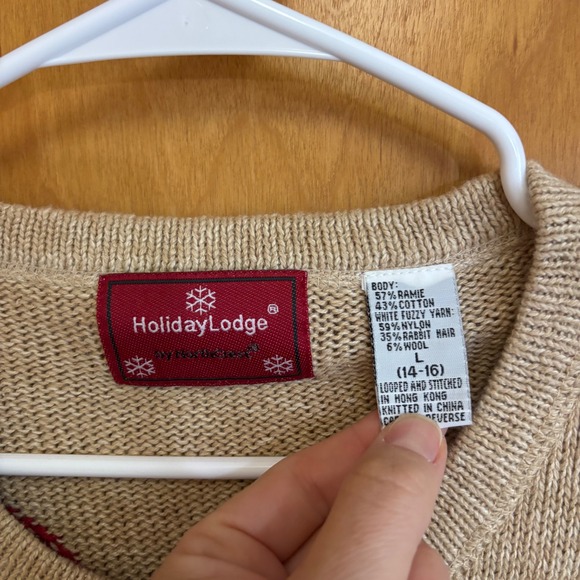 HolidayLodge®
BODY:
57%RAMIE
43%COTTON
WHITE FUZZY YARN:
59%NYLON
35%RABBIT HAIR
6%WOOL
L
(14-16)
LOOPED AND STITCHED
IN HONG KONG
KNITTED IN CHINA
REVERSE